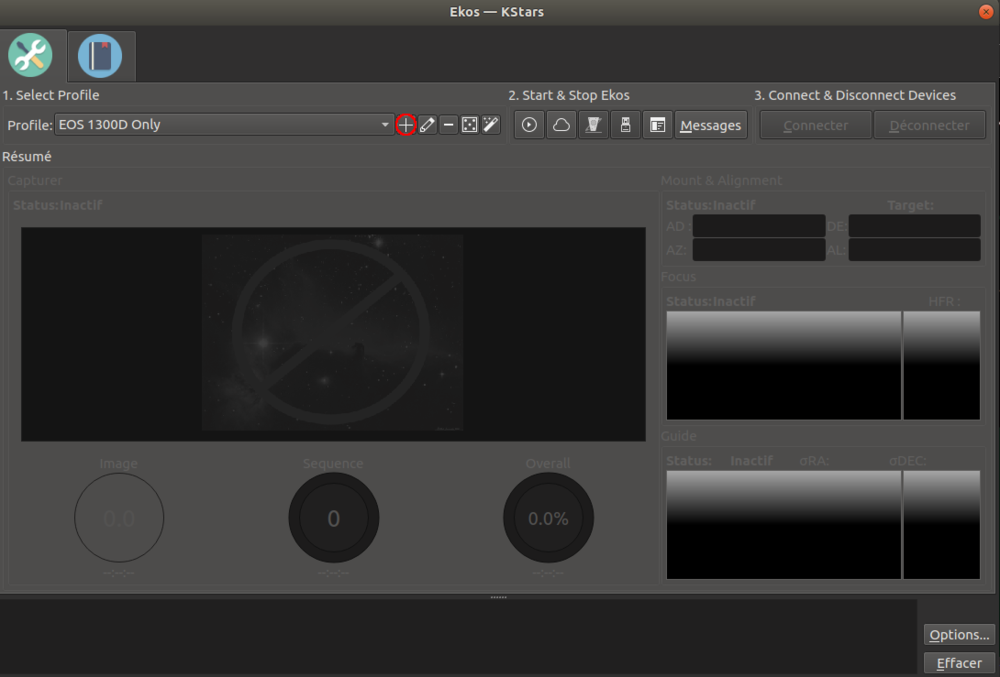 Ekos — KStars
1. Select Profile
2. Start & Stop Ekos
3. Connect & Disconnect Devices
Profile: EOS 1300D Only
Messages
Connecter
Déconnecter
Résumé
Capturer
Mount & Alignment
Status:Inactif
Status:Inactif
Target:
AD :
DE:
AZ:
AL:
Focus
Status:Inactif
HFR :
Guide
Status:
Inactif
σRA:
σDEC:
Image
Sequence
Overall
0.0
0
0.0%
--:--:--
--:--:--
--:--:--
Options...
Effacer